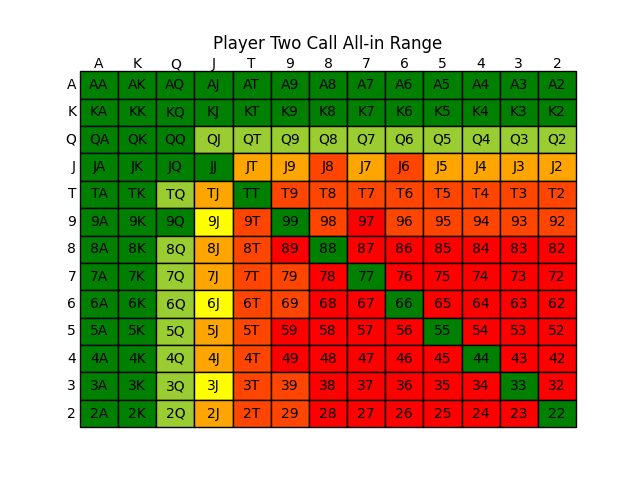 Player Two Call All-in Range
A K Q J T 9 8 7 6 5 4 3 2
A AA AK AQ AJ AT A9 A8 A7 A6 A5 A4 A3 A2
K KA KK KQ KJ KT K9 K8 K7 K6 K5 K4 K3 K2
Q QA QK QQ QJ QT Q9 Q8 Q7 Q6 Q5 Q4 Q3 Q2
J JA JK JQ JJ JT J9 J8 J7 J6 J5 J4 J3 J2
T TA TK TQ TJ TT T9 T8 T7 T6 T5 T4 T3 T2
9 9A 9K 9Q 9J 9T 99 98 97 96 95 94 93 92
8 8A 8K 8Q 8J 8T 89 88 87 86 85 84 83 82
7 7A 7K 7Q 7J 7T 79 78 77 76 75 74 73 72
6 6A 6K 6Q 6J 6T 69 68 67 66 65 64 63 62
5 5A 5K 5Q 5J 5T 59 58 57 56 55 54 53 52
4 4A 4K 4Q 4J 4T 49 48 47 46 45 44 43 42
3 3A 3K 3Q 3J 3T 39 38 37 36 35 34 33 32
2 2A 2K 2Q 2J 2T 29 28 27 26 25 24 23 22